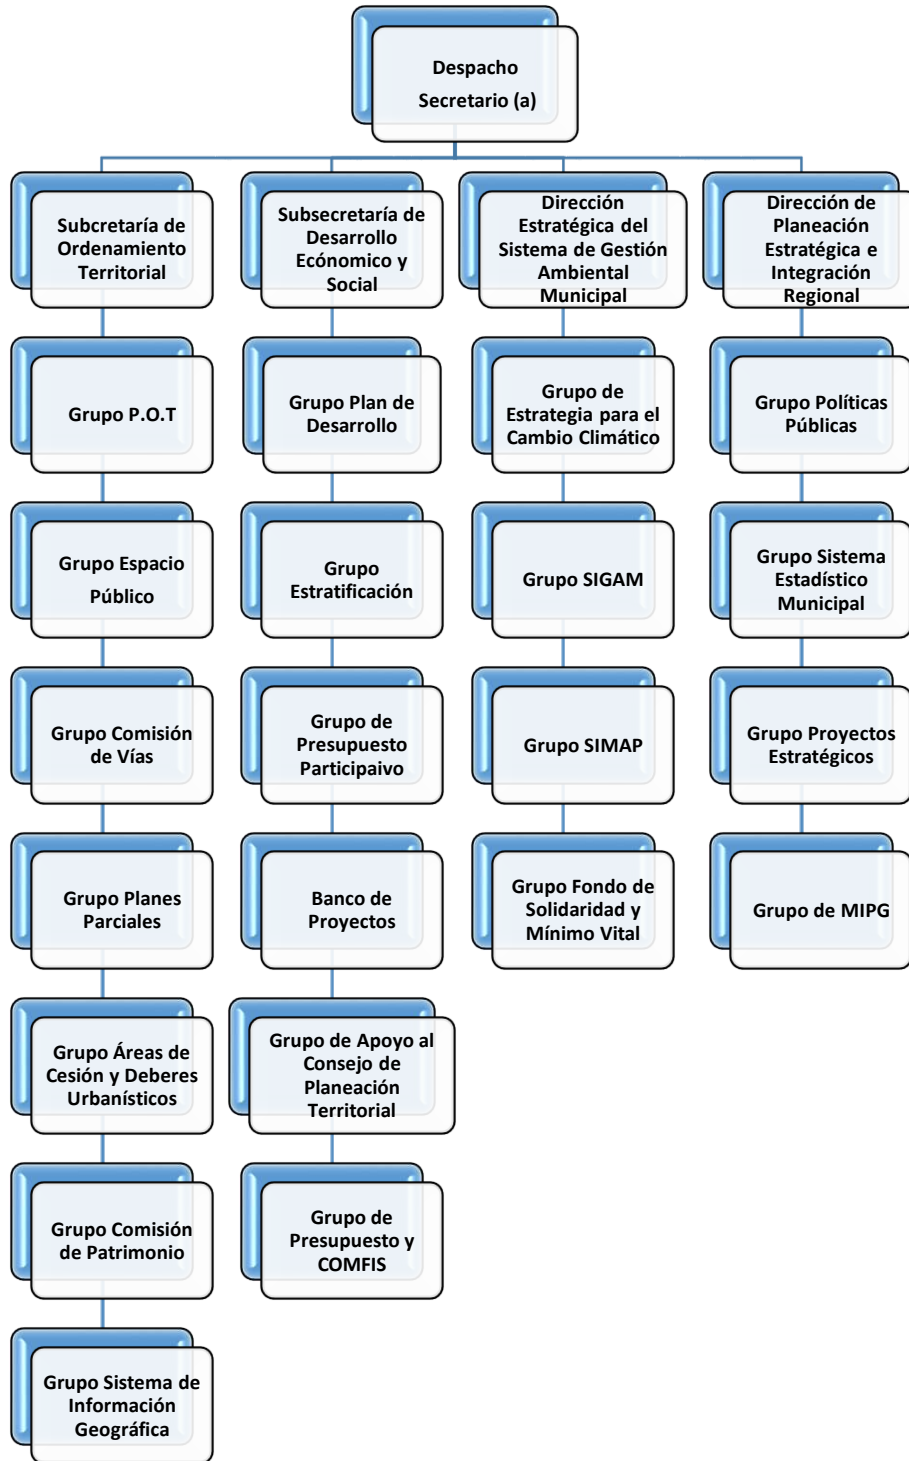 Despacho
Secretario (a)
Subcretaría de
Ordenamiento
Territorial
Grupo P.O.T
Grupo Espacio
Público
Grupo Comisión
de Vías
Grupo Planes
Parciales
Grupo Áreas de
Cesión y Deberes
Urbanísticos
Grupo Comisión
de Patrimonio
Grupo Sistema de
Información
Geográfica
Subsecretaría de
Desarrollo
Ecónomico y
Social
Grupo Plan de
Desarrollo
Grupo
Estratificación
Grupo de
Presupuesto
Participaivo
Banco de
Proyectos
Grupo de Apoyo al
Consejo de
Planeación
Territorial
Grupo de
Presupuesto y
COMFIS
Dirección
Estratégica del
Sistema de Gestión
Ambiental
Municipal
Grupo de
Estrategia para el
Cambio Climático
Grupo SIGAM
Grupo SIMAP
Grupo Fondo de
Solidaridad y
Mínimo Vital
Dirección de
Planeación
Estratégica e
Integración
Regional
Grupo Políticas
Públicas
Grupo Sistema
Estadístico
Municipal
Grupo Proyectos
Estratégicos
Grupo de MIPG